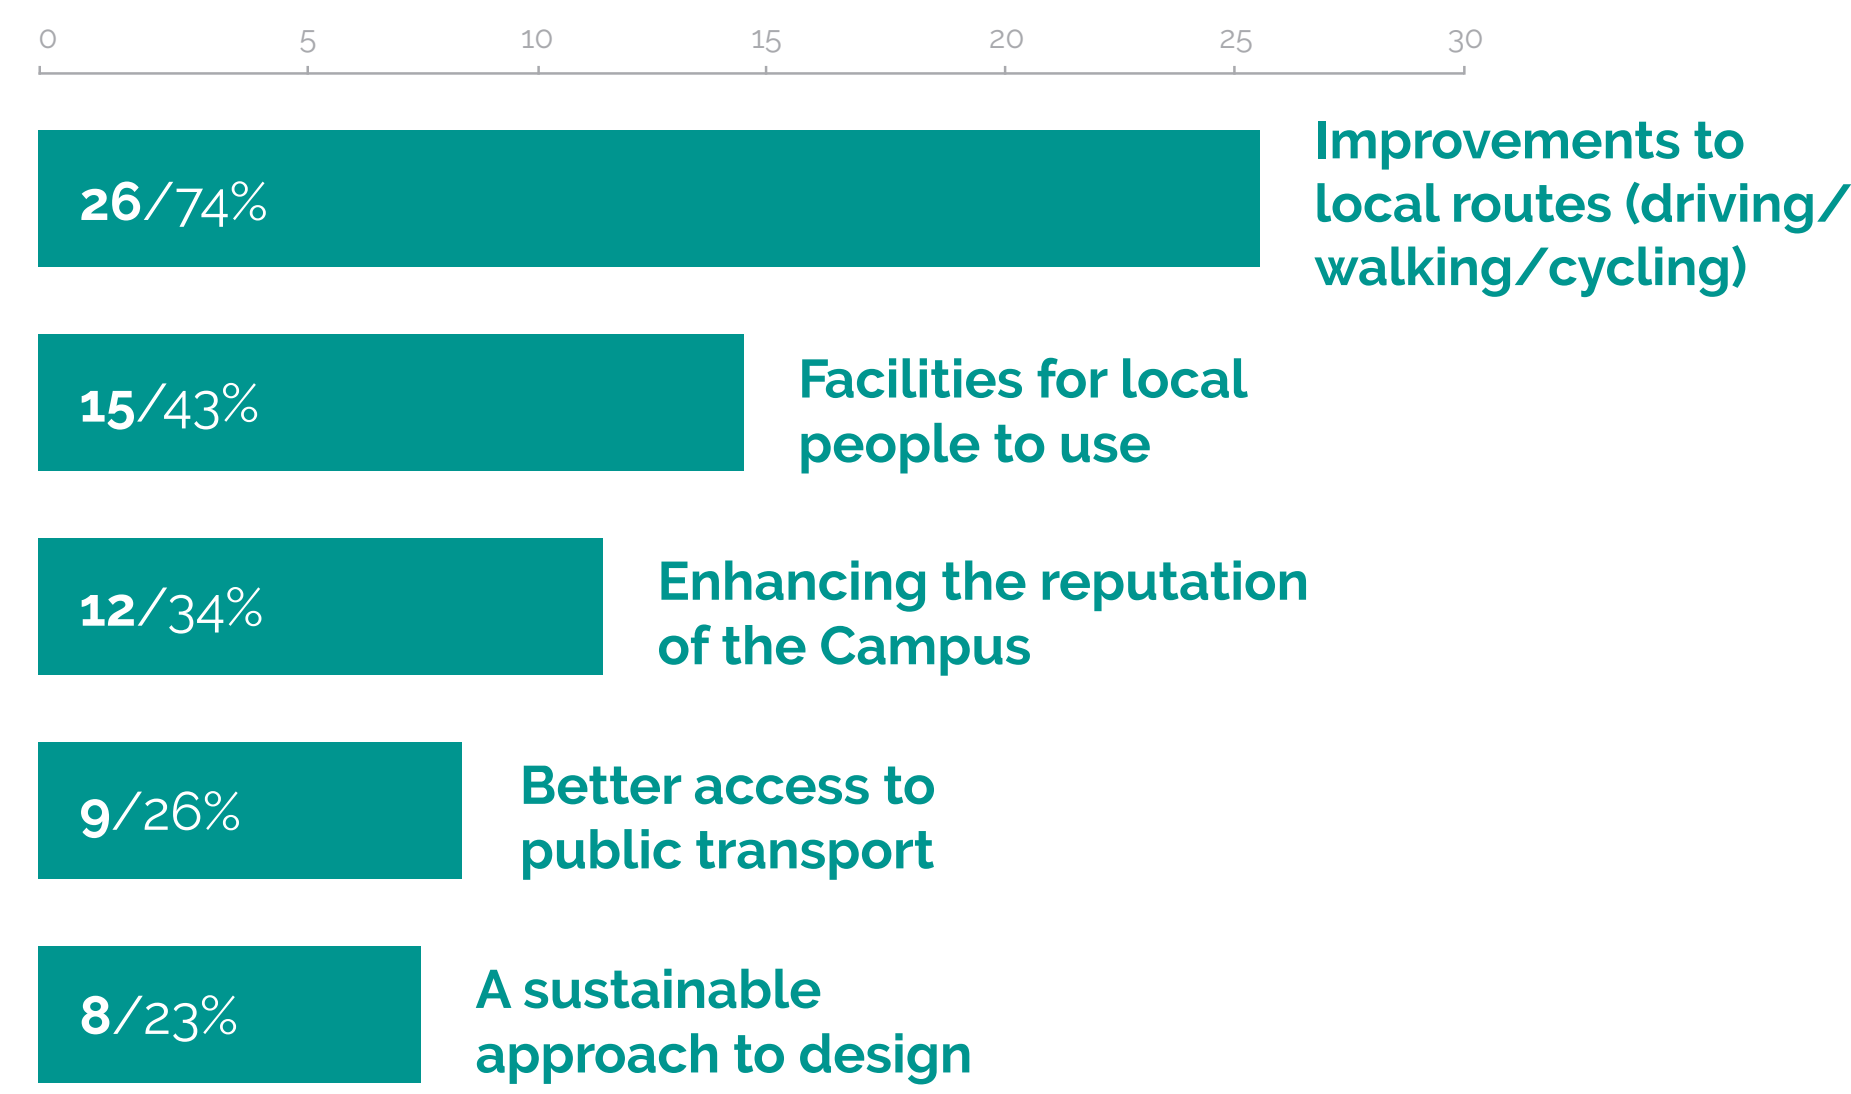 0 5 10 15 20 25 30
26/74%
Improvements to
local routes (driving/
walking/cycling)
15/43%
Facilities for local
people to use
12/34%
Enhancing the reputation
of the Campus
9/26%
Better access to
public transport
8/23%
A sustainable
approach to design